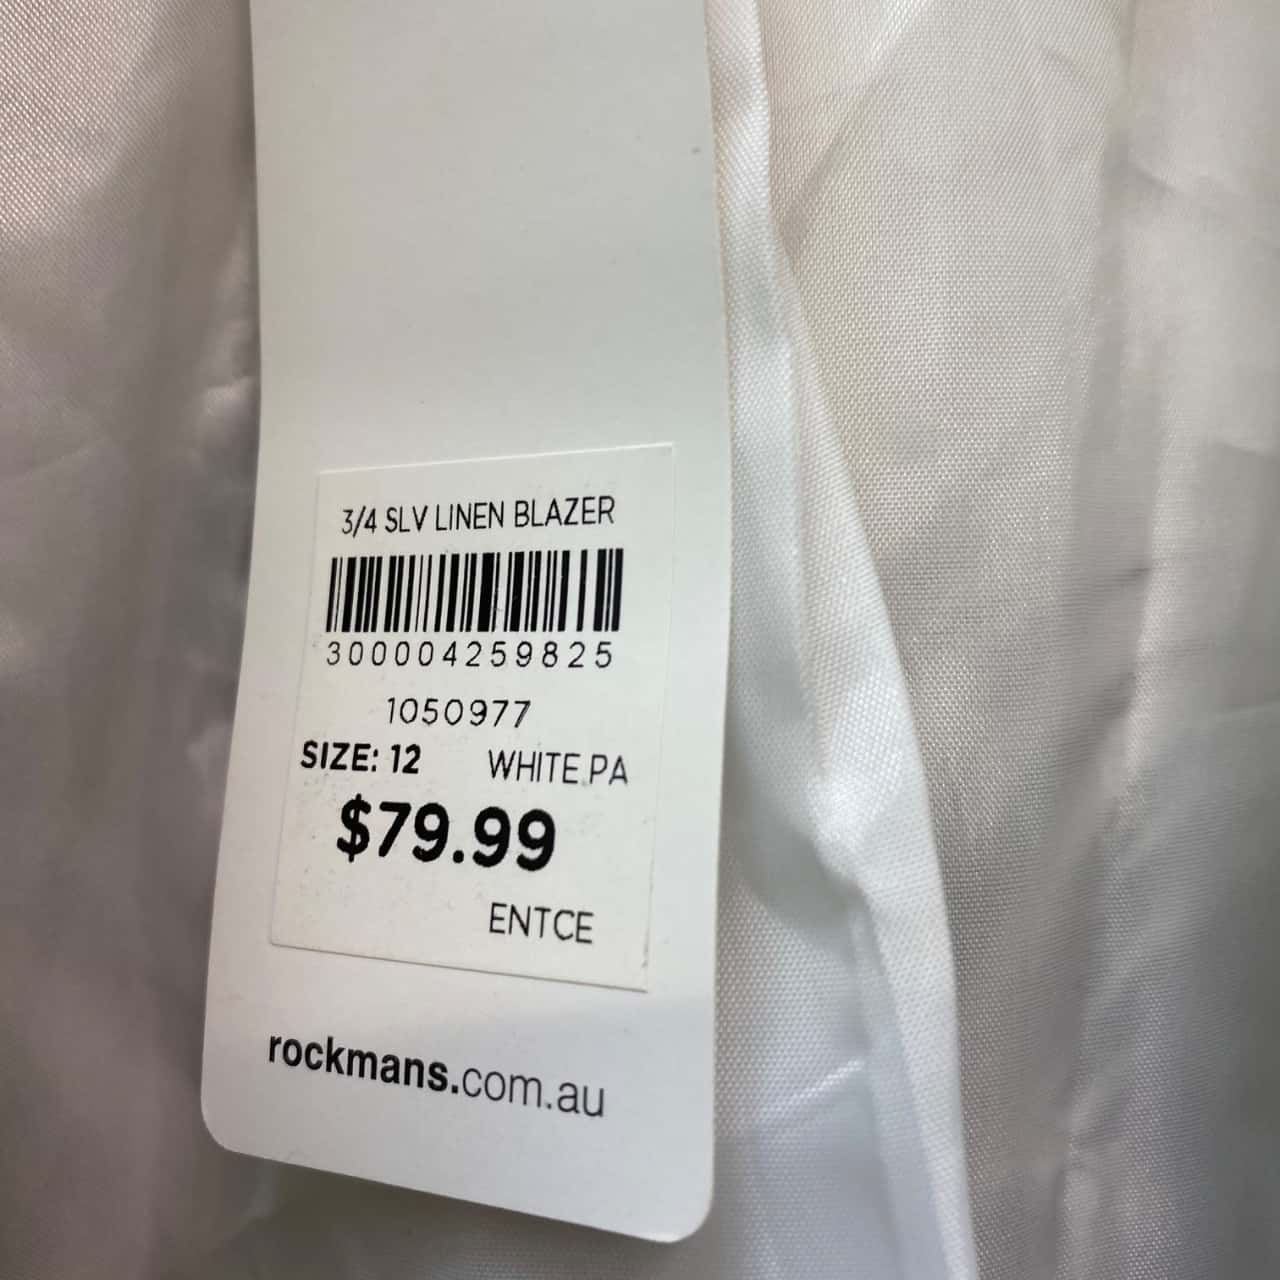 3/4 SLV LINEN BLAZER
300004259825
1050977
SIZE: 12 WHITE.PA
$79.99
ENTCE
rockmans.com.au